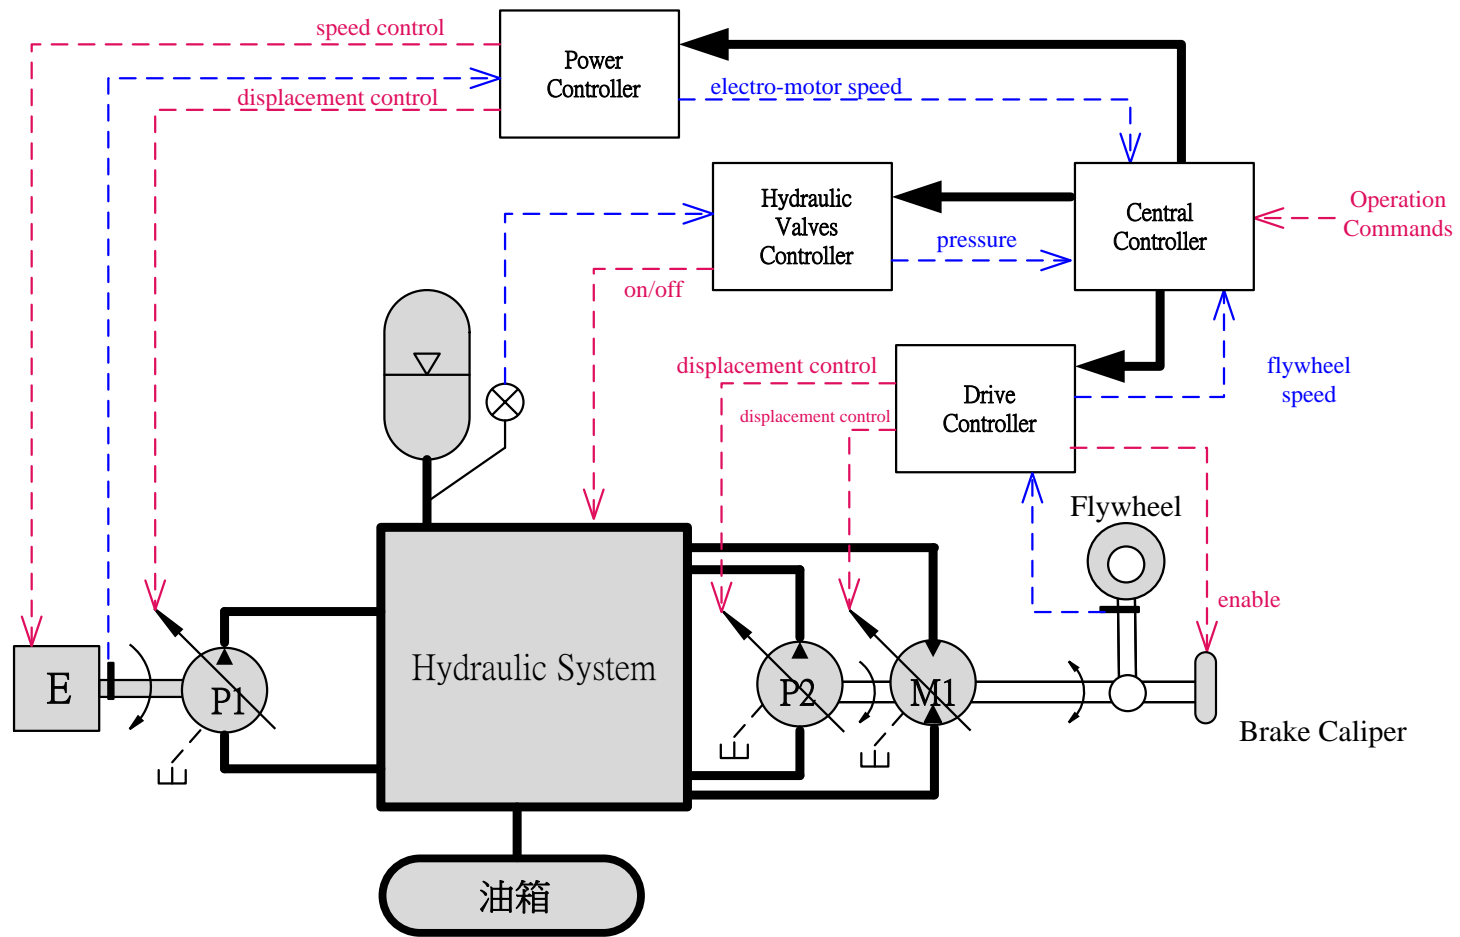 speed control
Power
Controller
displacement control
electro-motor speed
Hydraulic
Valves
Controller
Central
Controller
Operation
Commands
pressure
on/off
displacement control
displacement control
Drive
Controller
flywheel
speed
Flywheel
enable
E
P1
Hydraulic System
P2
M1
Brake Caliper
油箱